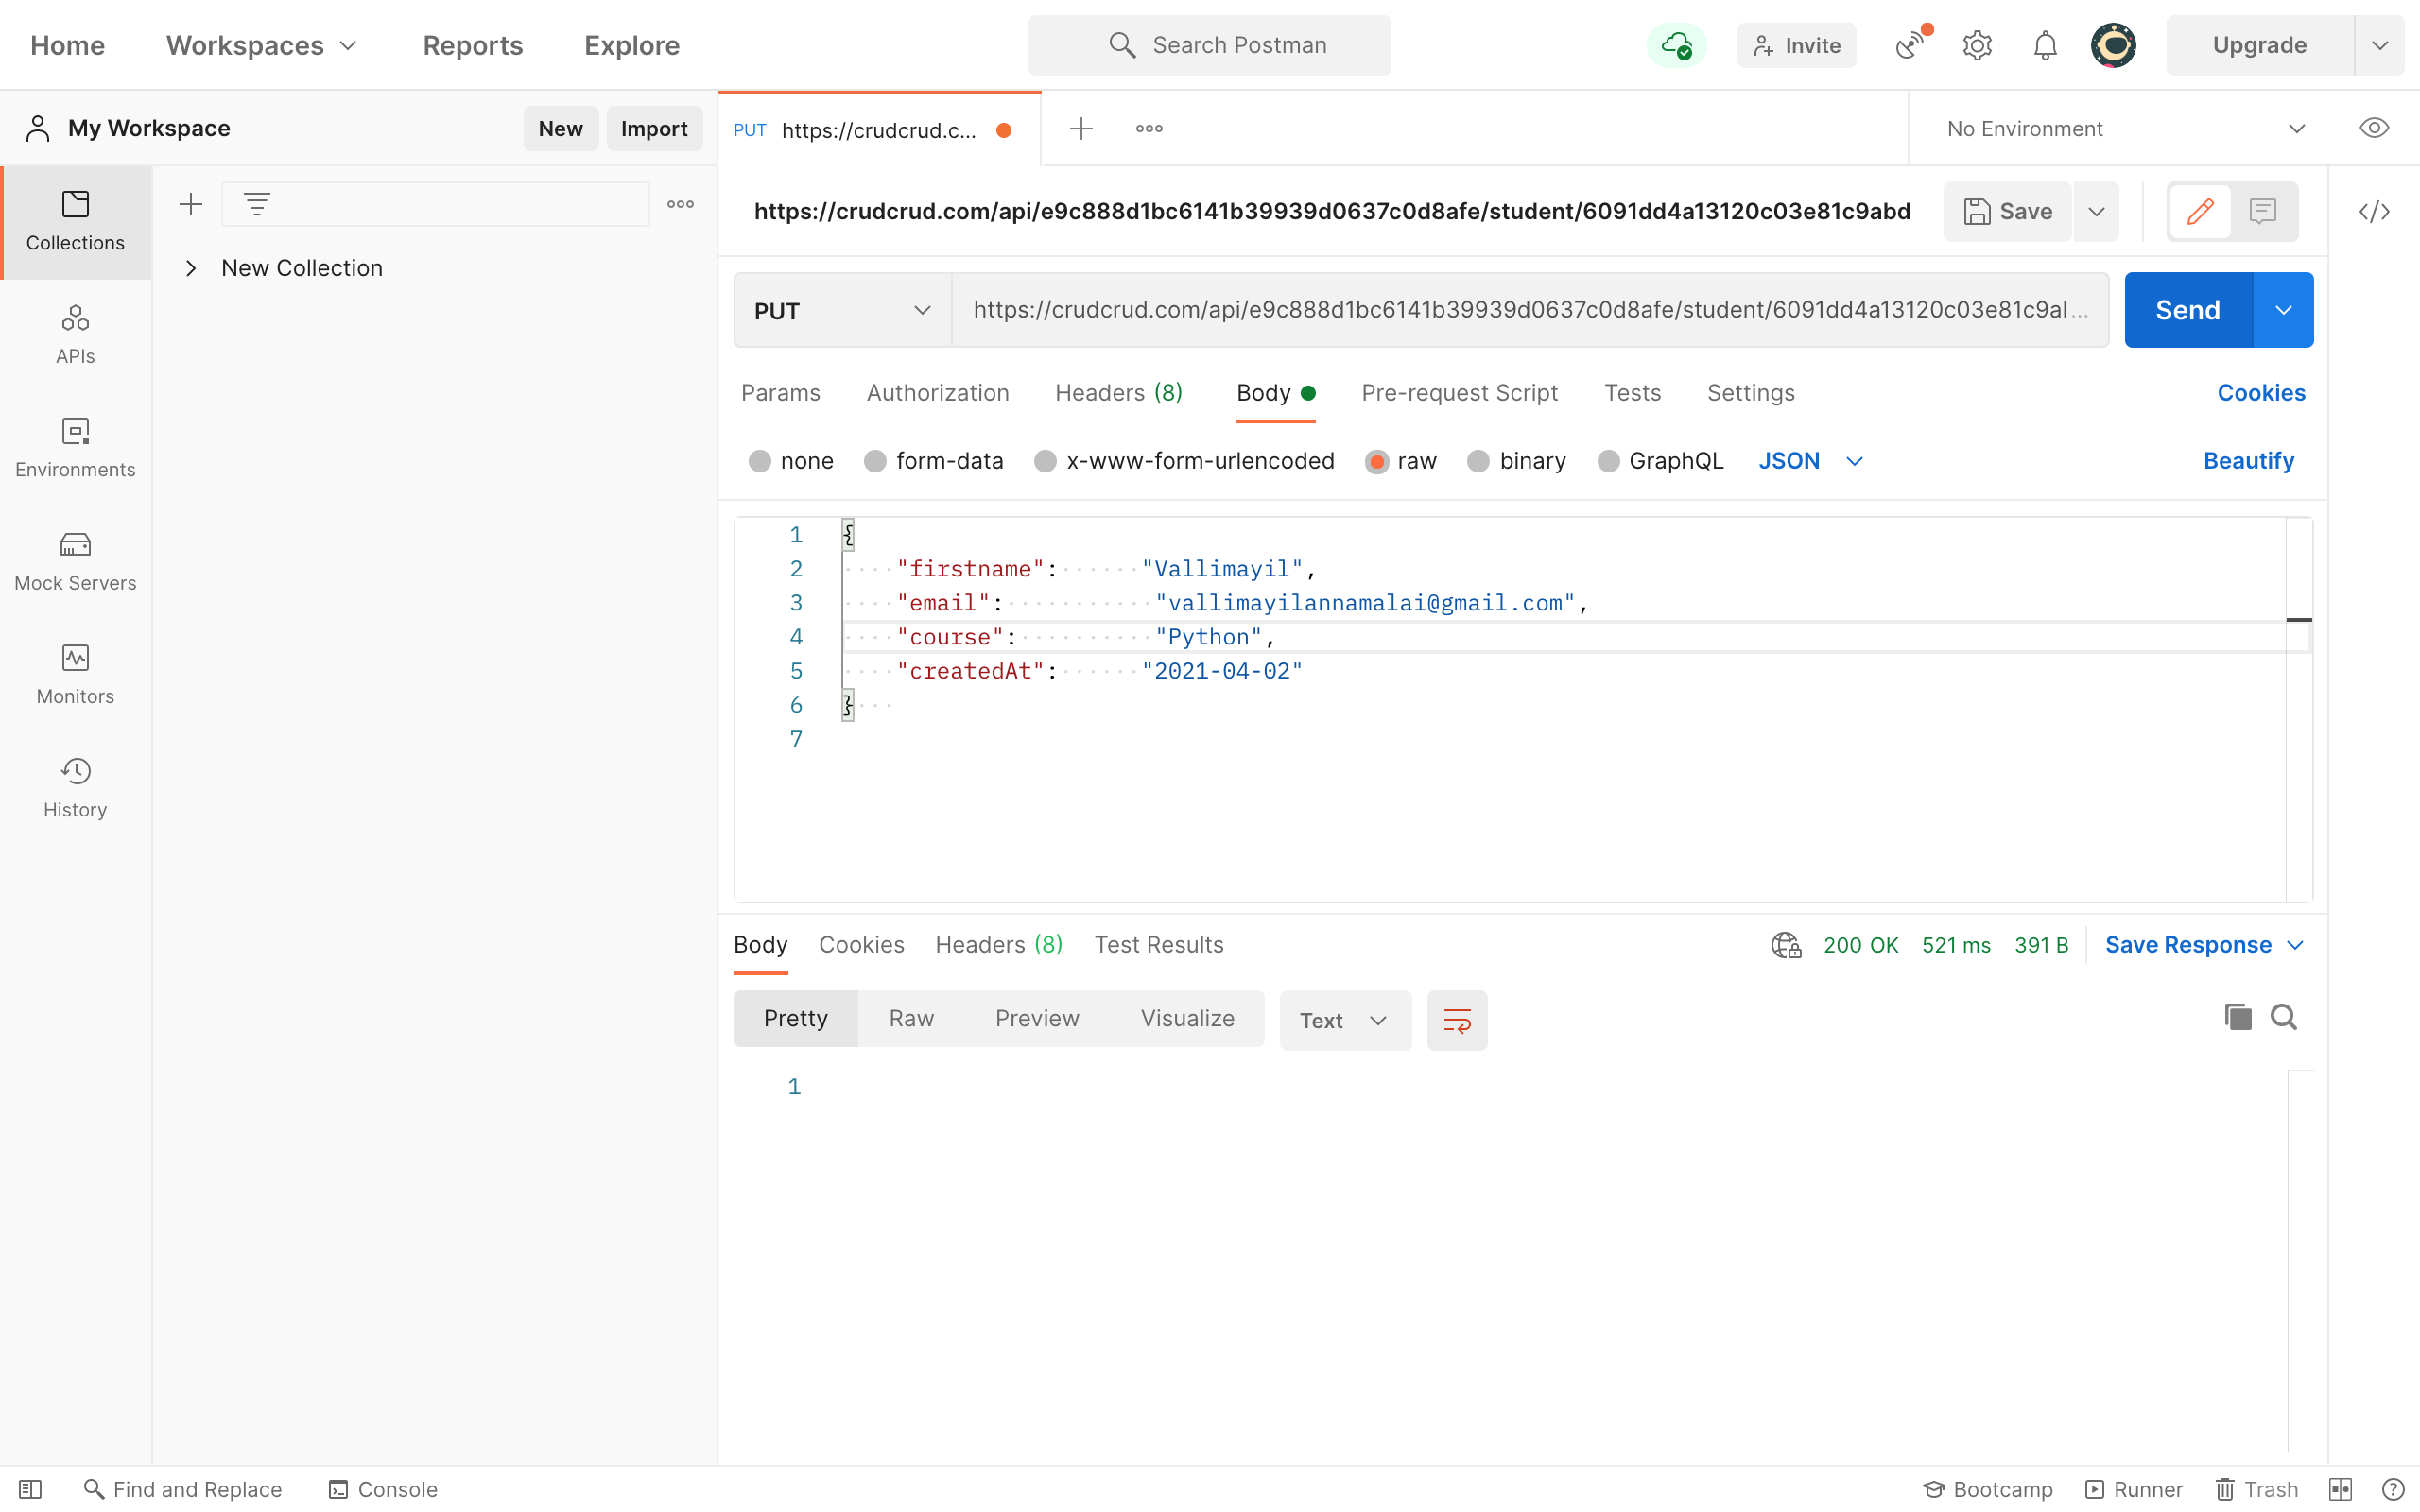 Home Workspaces Reports Explore Search Postman Invite Upgrade
My Workspace New Import PUT https://crudcrud.c... No Environment
Collections
New Collection
APIs
Environments
Mock Servers
Monitors
History
https://crudcrud.com/api/e9c888d1bc6141b39939d0637c0d8afe/student/6091dd4a13120c03e81c9abd Save
PUT https://crudcrud.com/api/e9c888d1bc6141b39939d0637c0d8afe/student/6091dd4a13120c03e81c9al... Send
Params Authorization Headers (8) Body Pre-request Script Tests Settings Cookies
none form-data x-www-form-urlencoded raw binary GraphQL JSON Beautify
1 {
2 "firstname": "Vallimayil",
3 "email": "vallimayilannamalai@gmail.com",
4 "course": "Python",
5 "createdAt": "2021-04-02"
6 }
7
Body Cookies Headers (8) Test Results 200 OK 521 ms 391 B Save Response
Pretty Raw Preview Visualize Text
1
Find and Replace Console Bootcamp Runner Trash